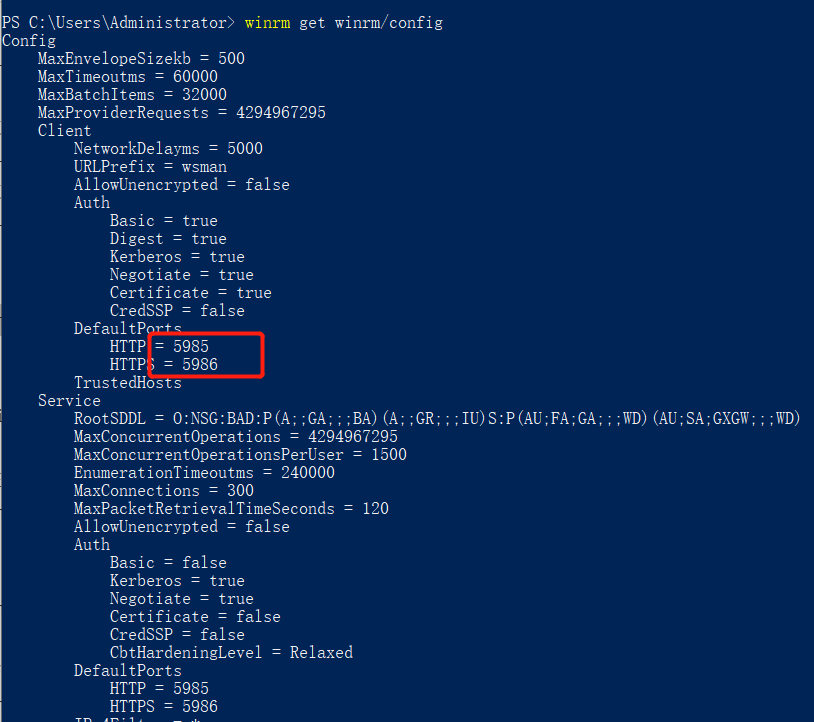 PS C:\Users\Administrator> winrm get winrm/config
Config
MaxEnvelopeSizekb = 500
MaxTimeoutms = 60000
MaxBatchItems = 32000
MaxProviderRequests = 4294967295
Client
NetworkDelayms = 5000
URLPrefix = wsman
AllowUnencrypted = false
Auth
Basic = true
Digest = true
Kerberos = true
Negotiate = true
Certificate = true
CredSSP = false
DefaultPorts
HTTP = 5985
HTTPS = 5986
TrustedHosts
Service
RootSDDL = O:NSG:BAD:P(A;;GA;;;BA)(A;;GR;;;IU)S:P(AU;FA;GA;;;WD)(AU;SA;GXGW;;;WD)
MaxConcurrentOperations = 4294967295
MaxConcurrentOperationsPerUser = 1500
EnumerationTimeoutms = 240000
MaxConnections = 300
MaxPacketRetrievalTimeSeconds = 120
AllowUnencrypted = false
Auth
Basic = false
Kerberos = true
Negotiate = true
Certificate = false
CredSSP = false
CbtHardeningLevel = Relaxed
DefaultPorts
HTTP = 5985
HTTPS = 5986